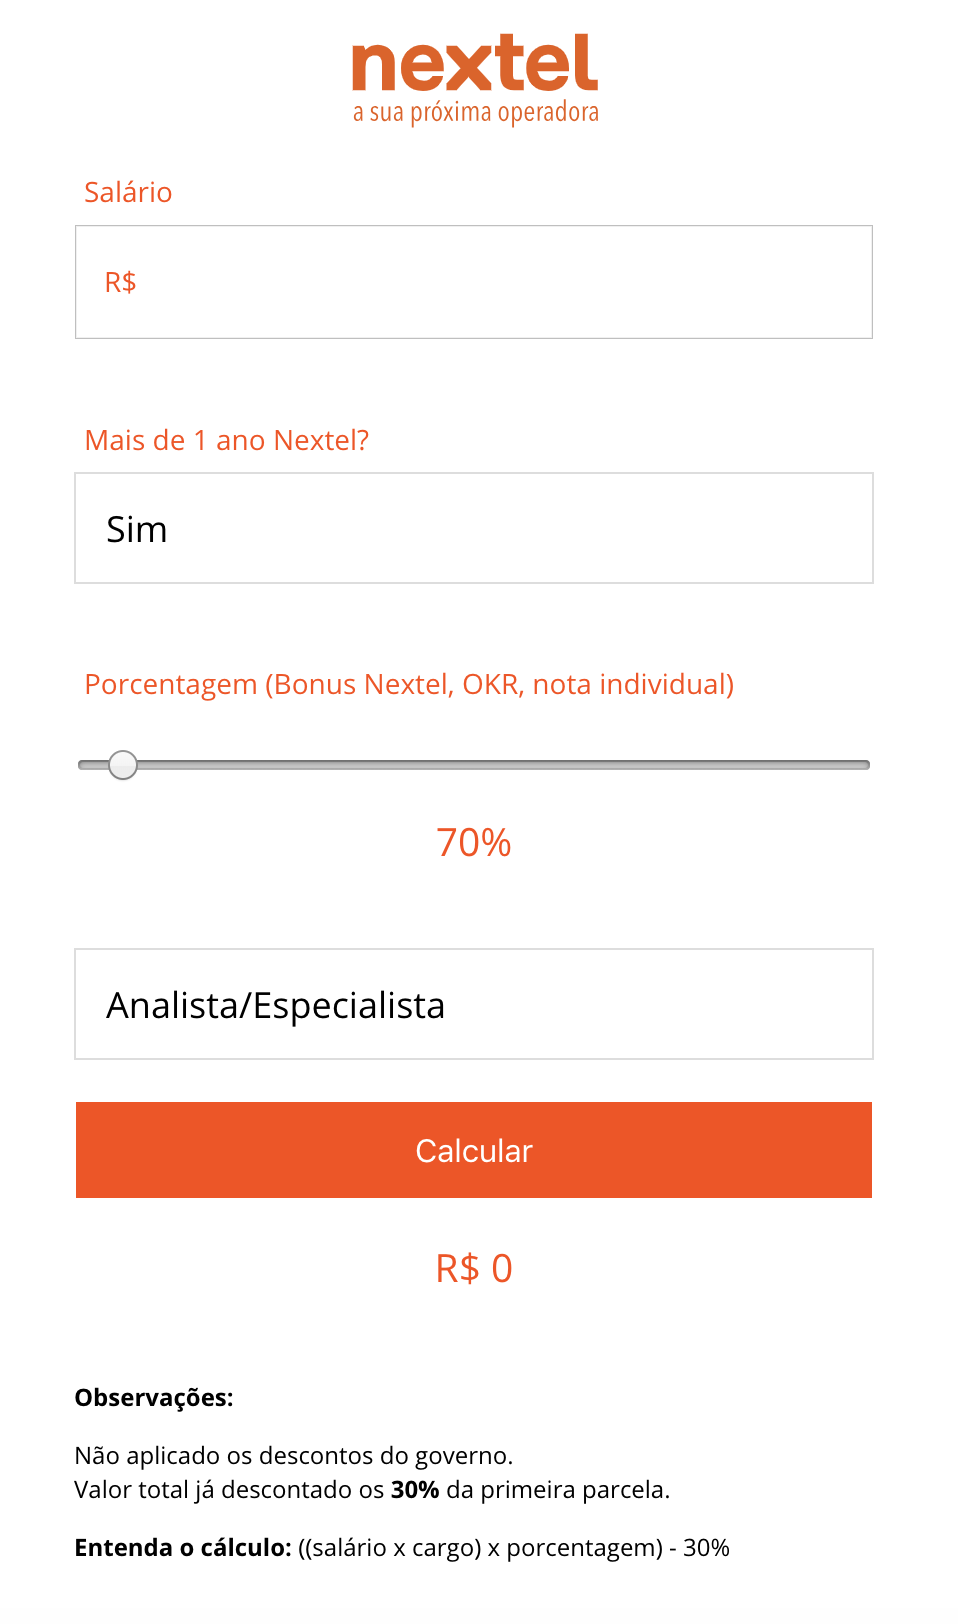 nextel
a sua próxima operadora
Salário
R$
Mais de 1 ano Nextel?
Sim
Porcentagem (Bonus Nextel, OKR, nota individual)
70%
Analista/Especialista
Calcular
R$ 0
Observações:
Não aplicado os descontos do governo.
Valor total já descontado os 30% da primeira parcela.
Entenda o cálculo: ((salário x cargo) x porcentagem) - 30%